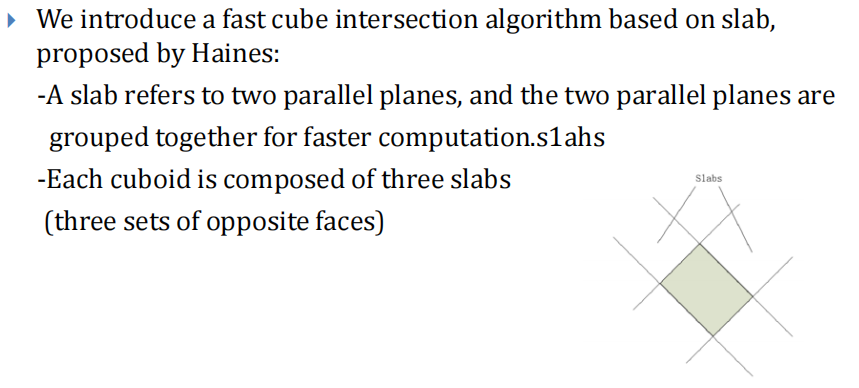 We introduce a fast cube intersection algorithm based on slab,
proposed by Haines:
-A slab refers to two parallel planes, and the two parallel planes are
grouped together for faster computation.s1ahs
-Each cuboid is composed of three slabs
(three sets of opposite faces)
Slabs